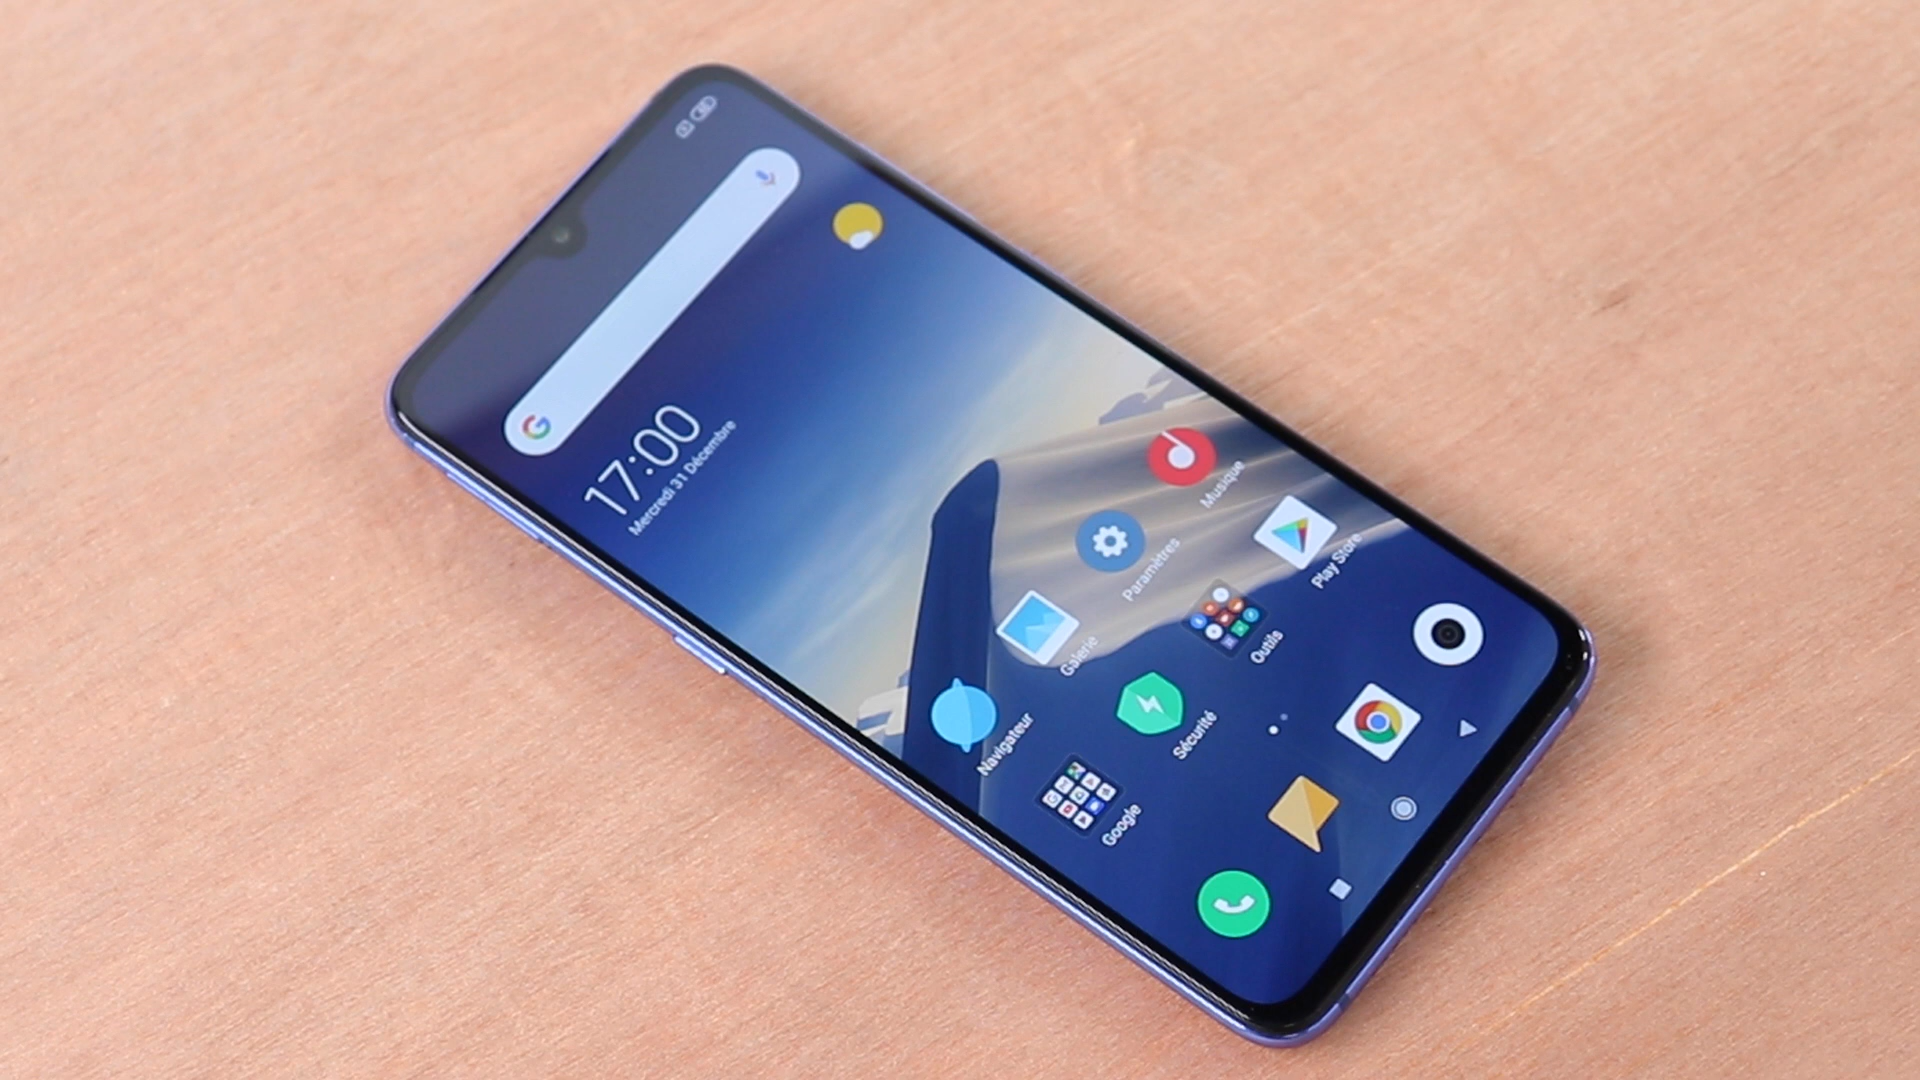 17:00
Mercredi 31 Décembre
Musique
Paramètres
Galerie
Navigateur
Play Store
Outils
Sécurité
Google